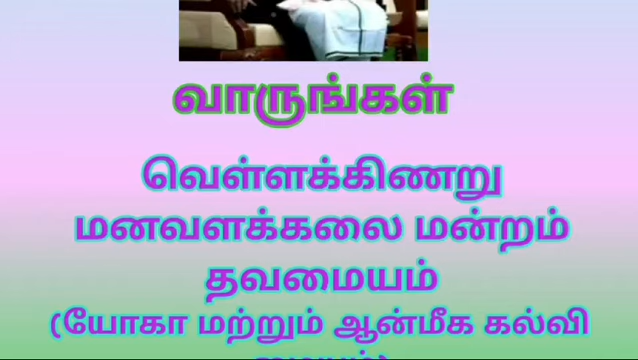 வாருங்கள்
வெள்ளக்கிணறு
மனவளக்கலை மன்றம்
தவமையம்
(யோகா மற்றும் ஆன்மீக கல்வி